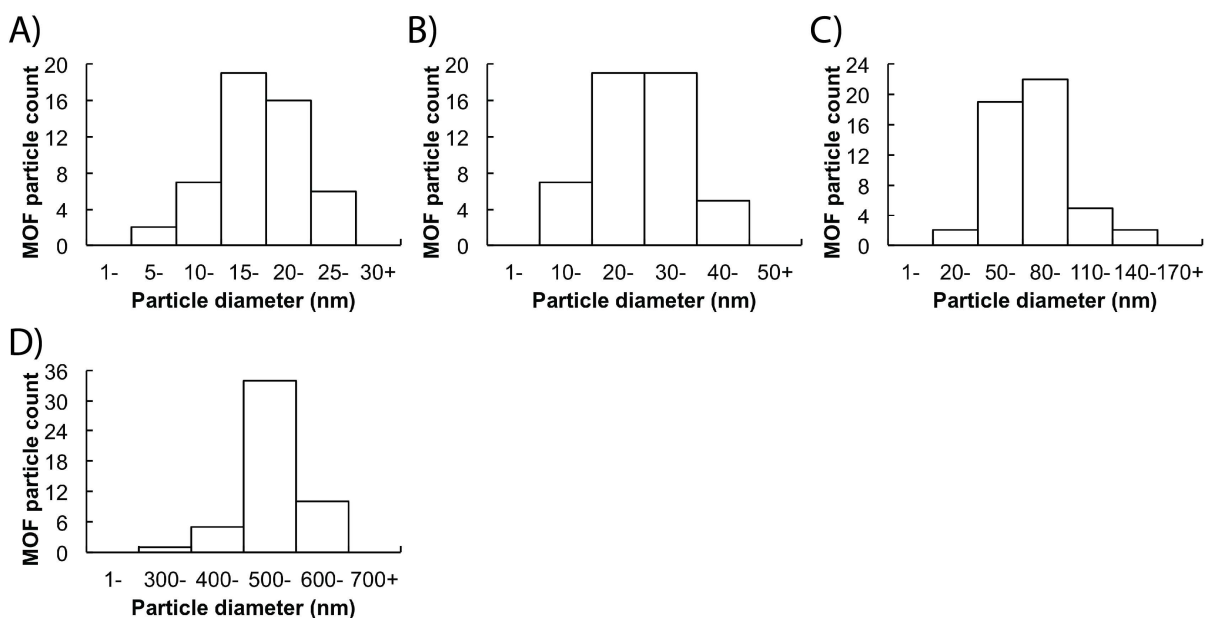 A)
MOF particle count
20
16
12
8
4
0
1- 5- 10- 15- 20- 25- 30+
Particle diameter (nm)
B)
MOF particle count
20
16
12
8
4
0
1- 10- 20- 30- 40- 50+
Particle diameter (nm)
C)
MOF particle count
24
20
16
12
8
4
0
1- 20- 50- 80- 110- 140-170+
Particle diameter (nm)
D)
MOF particle count
36
30
24
18
12
6
0
1- 300- 400- 500- 600- 700+
Particle diameter (nm)